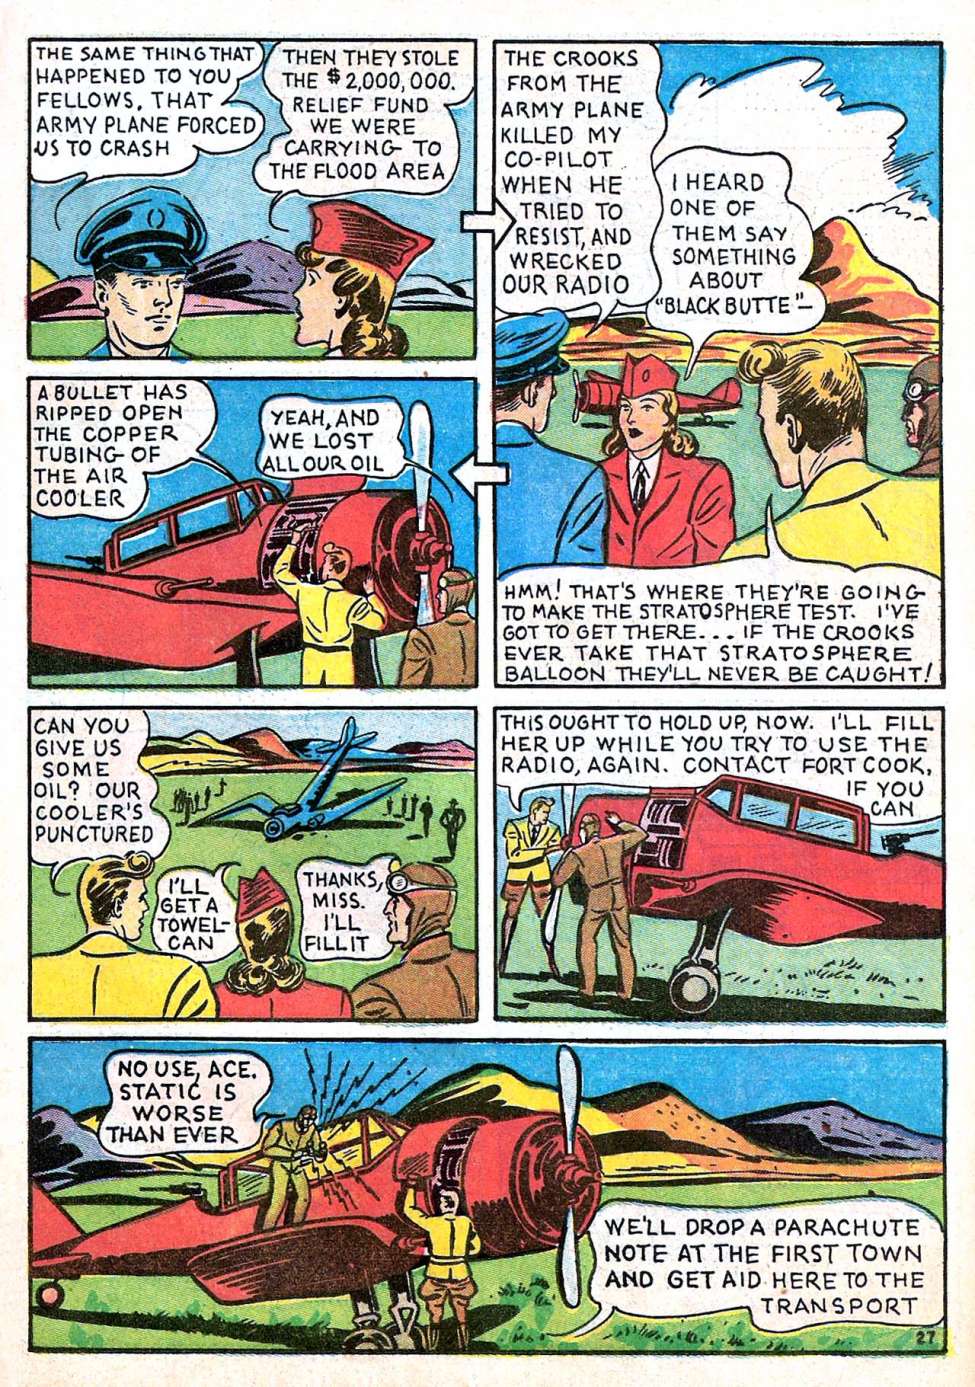 THE SAME THING THAT
HAPPENED TO YOU
FELLOWS, THAT
ARMY PLANE FORCED
US TO CRASH
THEN THEY STOLE
THE $2,000,000.
RELIEF FUND
WE WERE
CARRYING TO
THE FLOOD AREA
THE CROOKS
FROM THE
ARMY PLANE
KILLED MY
CO-PILOT
WHEN HE
TRIED TO
RESIST, AND
WRECKED
OUR RADIO
I HEARD
ONE OF
THEM SAY
SOMETHING
ABOUT
"BLACK BUTTE"—
HMM! THAT'S WHERE THEY'RE GOING
TO MAKE THE STRATOSPHERE TEST. I'VE
GOT TO GET THERE... IF THE CROOKS
EVER TAKE THAT STRATOSPHERE
BALLOON THEY'LL NEVER BE CAUGHT!
A BULLET HAS
RIPPED OPEN
THE COPPER
TUBING OF
THE AIR
COOLER
YEAH, AND
WE LOST
ALL OUR OIL
CAN YOU
GIVE US
SOME
OIL? OUR
COOLER'S
PUNCTURED
I'LL
GET A
TOWEL-
CAN
THANKS,
MISS.
I'LL
FILL IT
THIS OUGHT TO HOLD UP, NOW. I'LL FILL
HER UP WHILE YOU TRY TO USE THE
RADIO, AGAIN. CONTACT FORT COOK,
IF YOU
CAN
NO USE, ACE.
STATIC IS
WORSE
THAN EVER
WE'LL DROP A PARACHUTE
NOTE AT THE FIRST TOWN
AND GET AID HERE TO THE
TRANSPORT
27